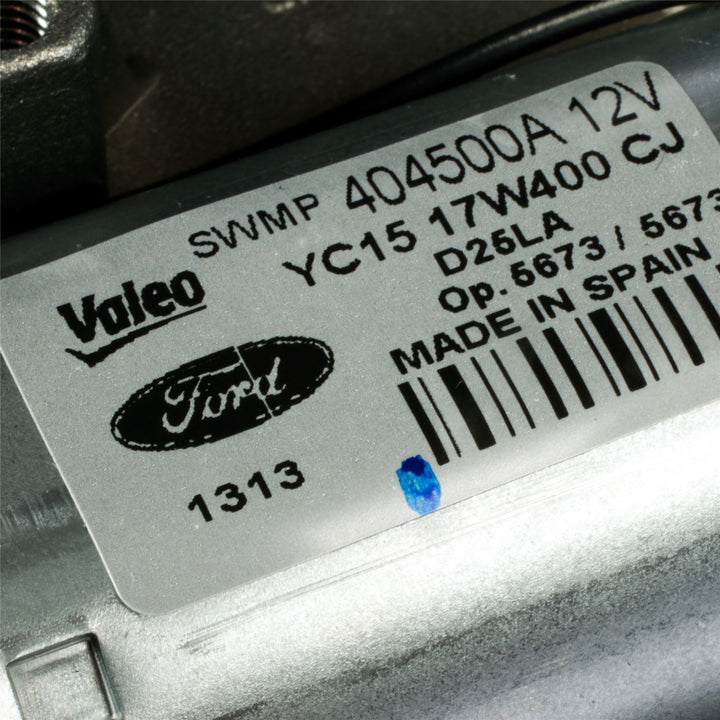 SWMP 404500A 12V
YC15 17W400 CJ
D25LA
Op. 5673 / 5673
MADE IN SPAIN
Valeo
Ford
1313